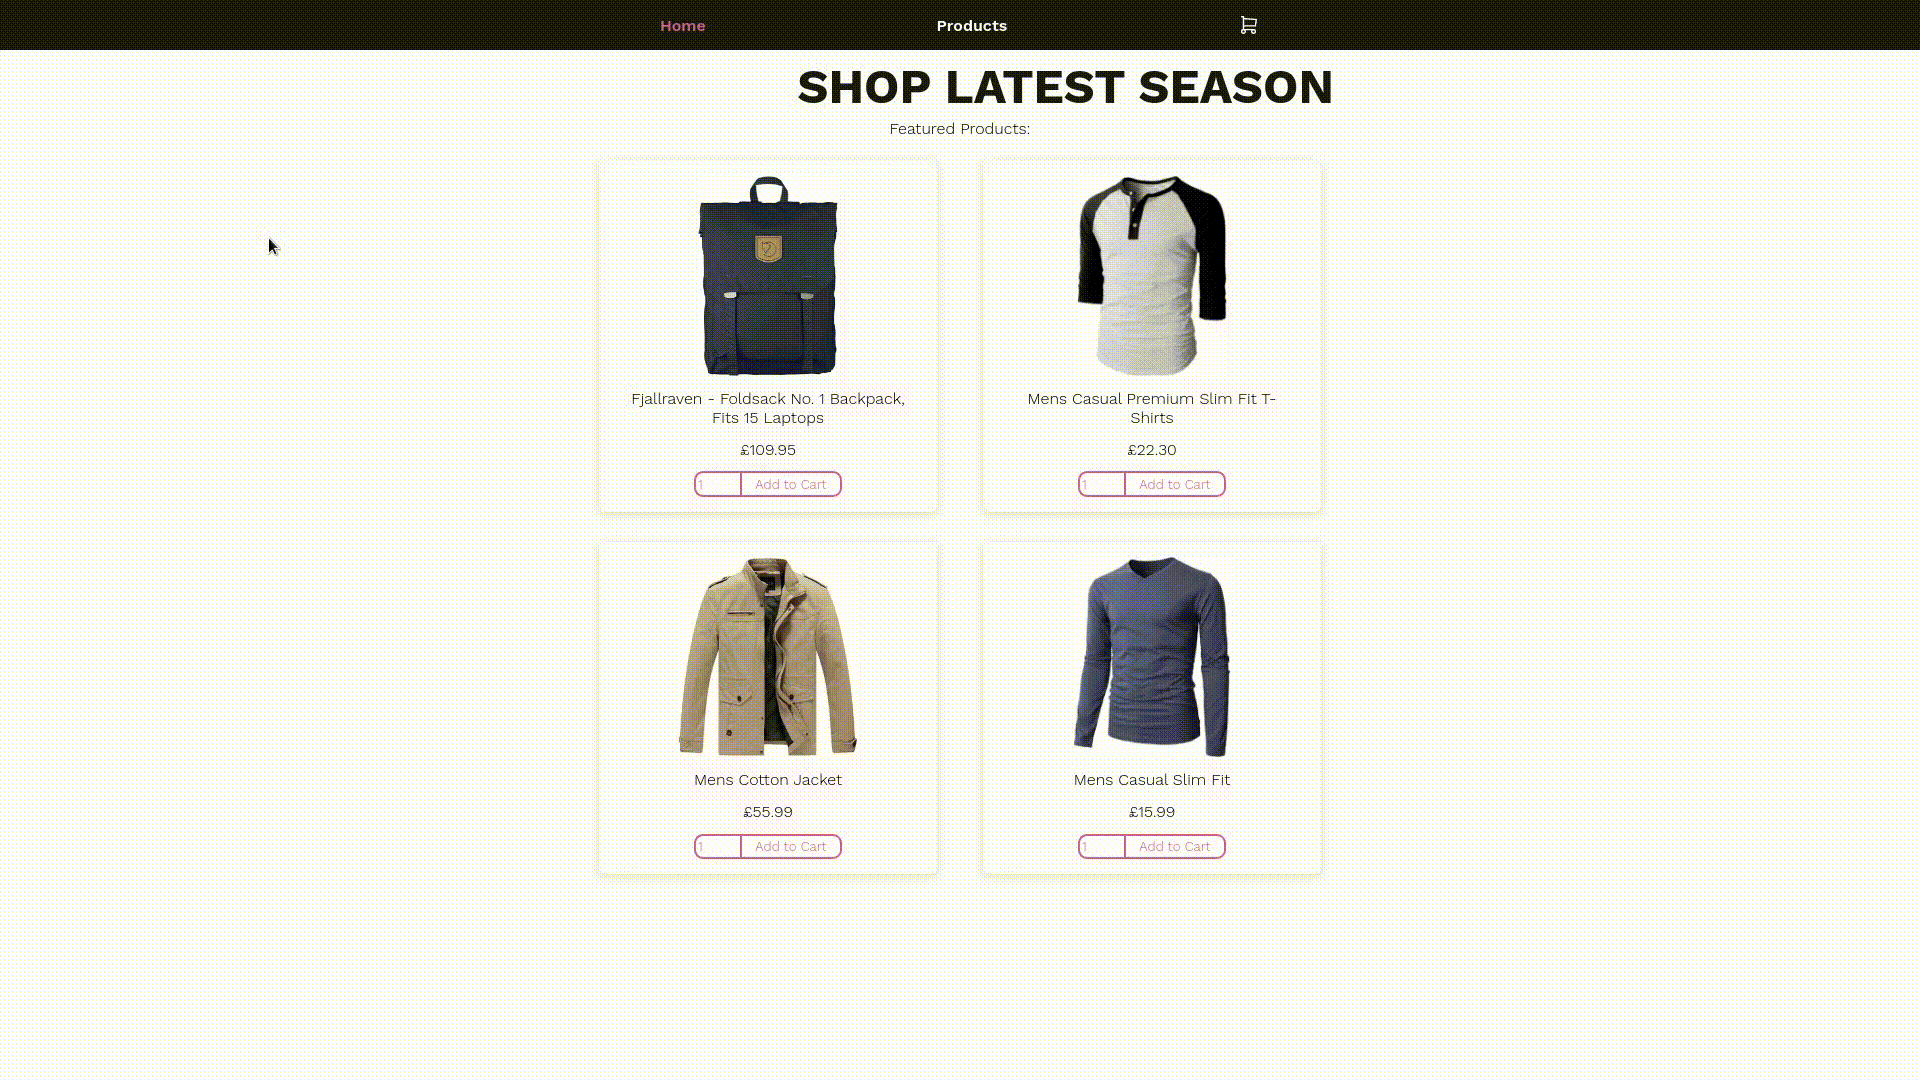 Home
Products
SHOP LATEST SEASON
Featured Products:
Fjallraven - Foldsack No. 1 Backpack,
Fits 15 Laptops
£109.95
1
Add to Cart
Mens Casual Premium Slim Fit T-
Shirts
£22.30
1
Add to Cart
Mens Cotton Jacket
£55.99
1
Add to Cart
Mens Casual Slim Fit
£15.99
1
Add to Cart